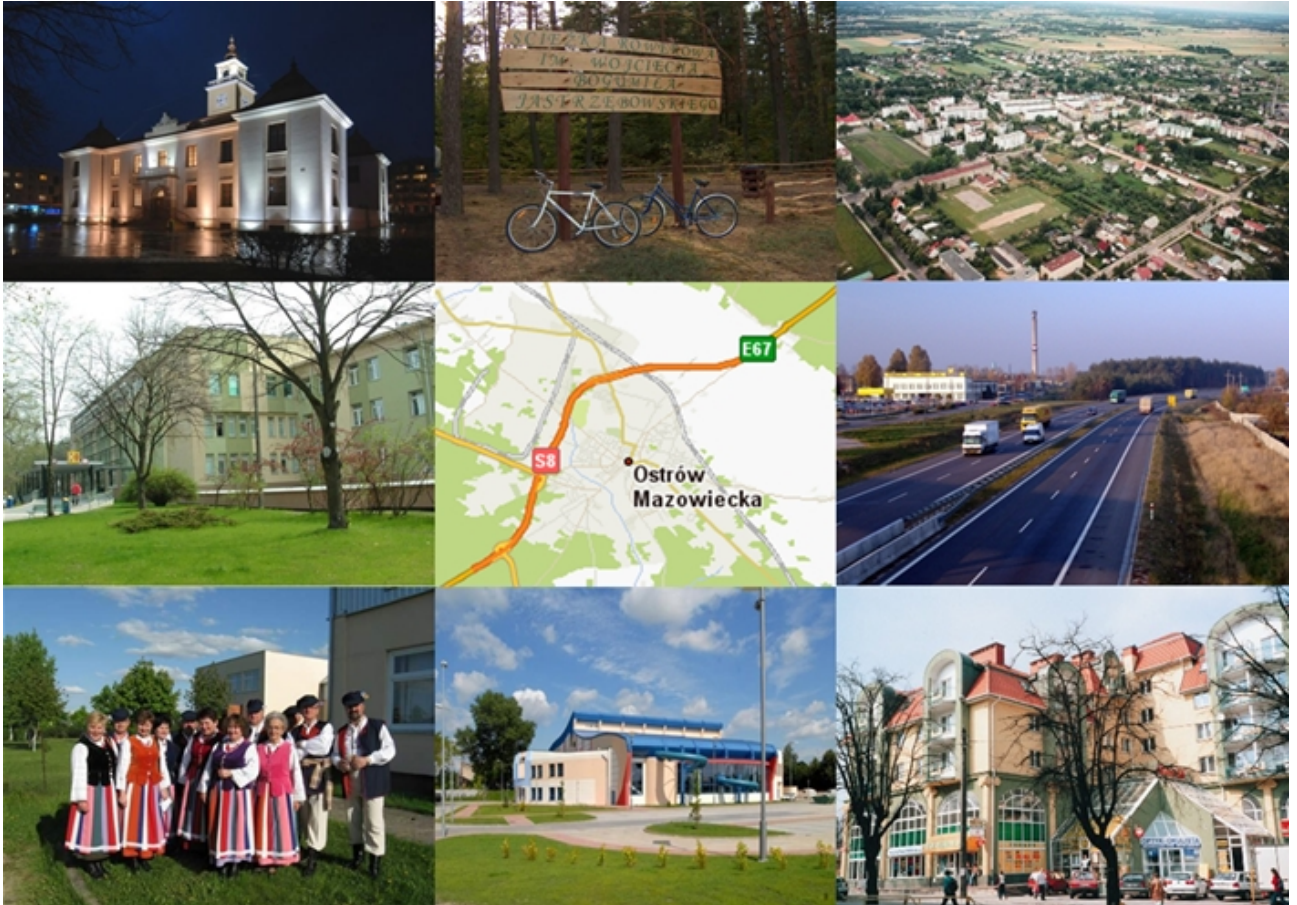 ŚCIEŻKA ROWEROWA
IM. WOJCIECHA
BOGUMIŁA
JASTRZĘBOWSKIEGO
E67
S8
Ostrów
Mazowiecka